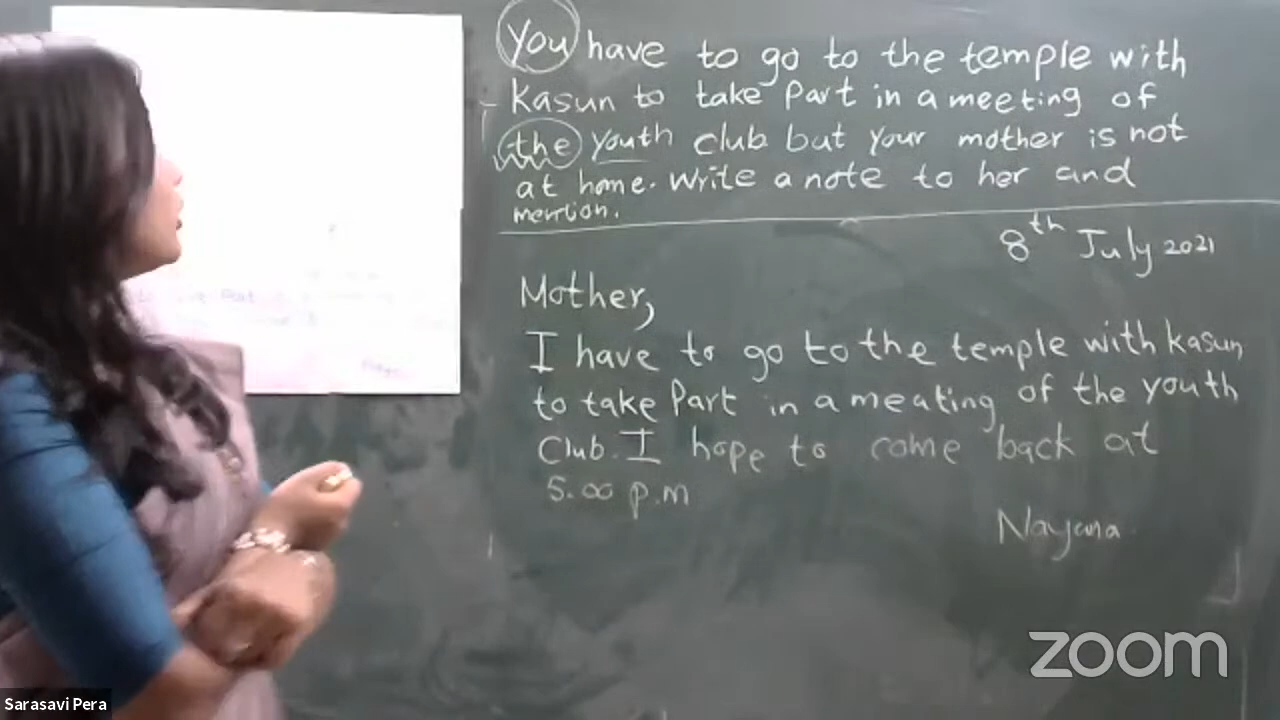 You have to go to the temple with
Kasun to take Part in a meeting of
the youth club but your mother is not
at home. Write a note to her and
mention.
8th July 2021
Mother,
I have to go to the temple with Kasun
to take Part in a meating of the youth
Club. I hope to come back at
5.00 p.m
Nayana.
zoom
Sarasavi Pera